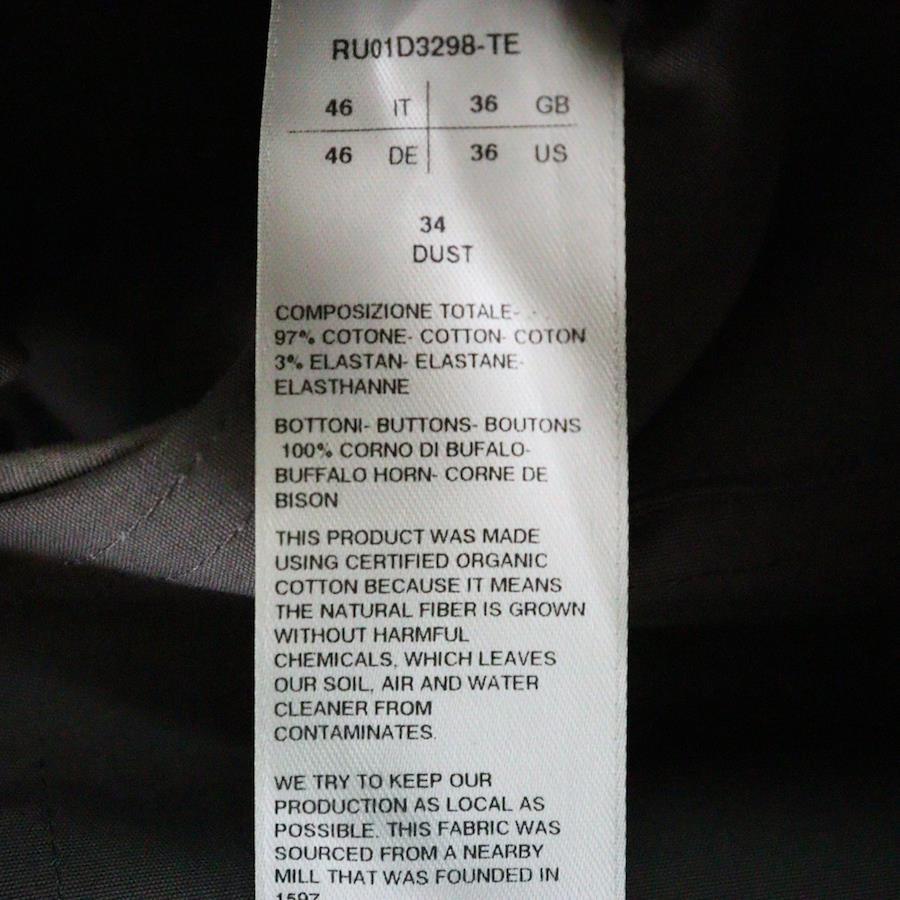 RU01D3298-TE
46 IT 36 GB
46 DE 36 US
34
DUST
COMPOSIZIONE TOTALE-
97% COTONE- COTTON- COTON
3% ELASTAN- ELASTANE-
ELASTHANNE
BOTTONI- BUTTONS- BOUTONS
100% CORNO DI BUFALO-
BUFFALO HORN- CORNE DE
BISON
THIS PRODUCT WAS MADE
USING CERTIFIED ORGANIC
COTTON BECAUSE IT MEANS
THE NATURAL FIBER IS GROWN
WITHOUT HARMFUL
CHEMICALS, WHICH LEAVES
OUR SOIL, AIR AND WATER
CLEANER FROM
CONTAMINATES.
WE TRY TO KEEP OUR
PRODUCTION AS LOCAL AS
POSSIBLE. THIS FABRIC WAS
SOURCED FROM A NEARBY
MILL THAT WAS FOUNDED IN